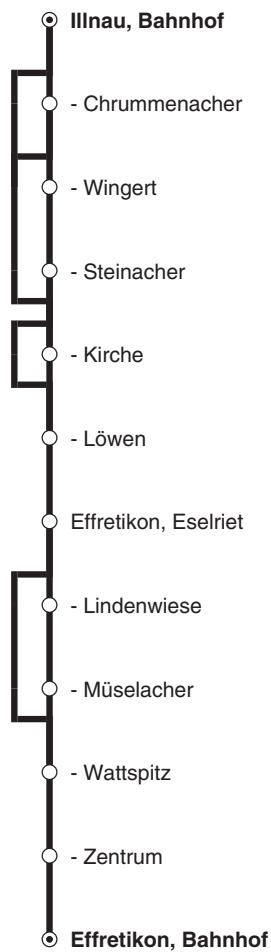 Illnau, Bahnhof
- Chrummenacher
- Wingert
- Steinacher
- Kirche
- Löwen
Effretikon, Eselriet
- Lindenwiese
- Müselacher
- Wattspitz
- Zentrum
Effretikon, Bahnhof